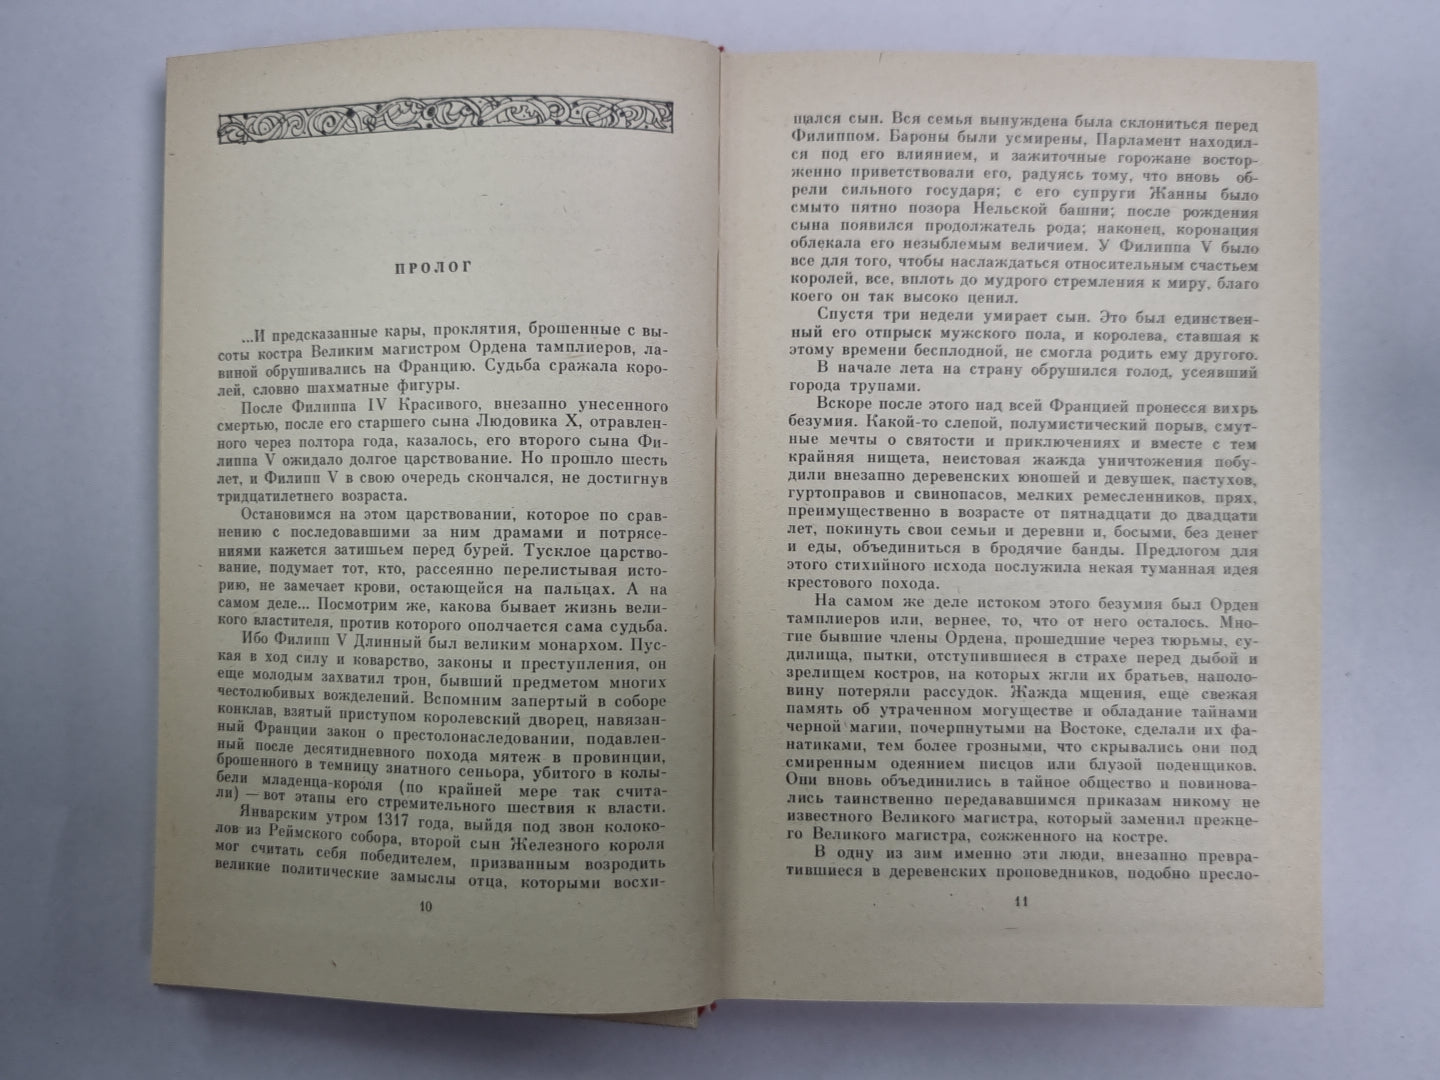 ПРОЛОГ
...И предсказанные кары, проклятия, брошенные с вы-
соты костра Великим магистром Ордена тамплиеров, ла-
виной обрушивались на Францию. Судьба сражала коро-
лей, словно шахматные фигуры.
После Филиппа IV Красивого, внезапно унесенного
смертью, после его старшего сына Людовика X, отравлен-
ного через полтора года, казалось, его второго сына Фи-
липпа V ожидало долгое царствование. Но прошло шесть
лет, и Филипп V в свою очередь скончался, не достигнув
тридцатилетнего возраста.
Остановимся на этом царствовании, которое по срав-
нению с последовавшими за ним драмами и потрясе-
ниями кажется затишьем перед бурей. Тусклое царство-
вание, подумает тот, кто, рассеянно перелистывая исто-
рию, не замечает крови, остающейся на пальцах. А на
самом деле... Посмотрим же, какова бывает жизнь вели-
кого властителя, против которого ополчается сама судьба.
Ибо Филипп V Длинный был великим монархом. Пус-
кая в ход силу и коварство, законы и преступления, он
еще молодым захватил трон, бывший предметом многих
честолюбивых вожделений. Вспомним запертый в соборе
конклав, взятый приступом королевский дворец, навязан-
ный Франции закон о престолонаследовании, подавлен-
ный после десятидневного похода мятеж в провинции,
брошенного в темницу знатного сеньора, убитого в колы-
бели младенца-короля (по крайней мере так счита-
ли) — вот этапы его стремительного шествия к власти.
Январским утром 1317 года, выйдя под звон колоко-
лов из Реймского собора, второй сын Железного короля
мог считать себя победителем, призванным возродить
великие политические замыслы отца, которыми восхи-
10
щался сын. Вся семья вынуждена была склониться перед
Филиппом. Бароны были усмирены, Парламент находил-
ся под его влиянием, и зажиточные горожане востор-
женно приветствовали его, радуясь тому, что вновь об-
рели сильного государя; с его супруги Жанны было
смыто пятно позора Нельской башни; после рождения
сына появился продолжатель рода; наконец, коронация
облекала его незыблемым величием. У Филиппа V было
все для того, чтобы наслаждаться относительным счастьем
королей, все, вплоть до мудрого стремления к миру, благо
коего он так высоко ценил.
Спустя три недели умирает сын. Это был единствен-
ный его отпрыск мужского пола, и королева, ставшая к
этому времени бесплодной, не смогла родить ему другого.
В начале лета на страну обрушился голод, усеявший
города трупами.
Вскоре после этого над всей Францией пронесся вихрь
безумия. Какой-то слепой, полумистический порыв, смут-
ные мечты о святости и приключениях и вместе с тем
крайняя нищета, неистовая жажда уничтожения побу-
дили внезапно деревенских юношей и девушек, пастухов,
гуртоправов и свинопасов, мелких ремесленников, прях,
преимущественно в возрасте от пятнадцати до двадцати
лет, покинуть свои семьи и деревни и, босыми, без денег
и еды, объединиться в бродячие банды. Предлогом для
этого стихийного исхода послужила некая туманная идея
крестового похода.
На самом же деле истоком этого безумия был Орден
тамплиеров или, вернее, то, что от него осталось. Мно-
гие бывшие члены Ордена, прошедшие через тюрьмы, су-
дилища, пытки, отступившиеся в страхе перед дыбой и
зрелищем костров, на которых жгли их братьев, наполо-
вину потеряли рассудок. Жажда мщения, еще свежая
память об утраченном могуществе и обладание тайнами
черной магии, почерпнутыми на Востоке, сделали их фа-
натиками, тем более грозными, что скрывались они под
смиренным одеянием писцов или блузой поденщиков.
Они вновь объединились в тайное общество и повинова-
лись таинственно передававшимся приказам никому не
известного Великого магистра, который заменил прежне-
го Великого магистра, сожженного на костре.
В одну из зим именно эти люди, внезапно превра-
тившиеся в деревенских проповедников, подобно пресло-
11